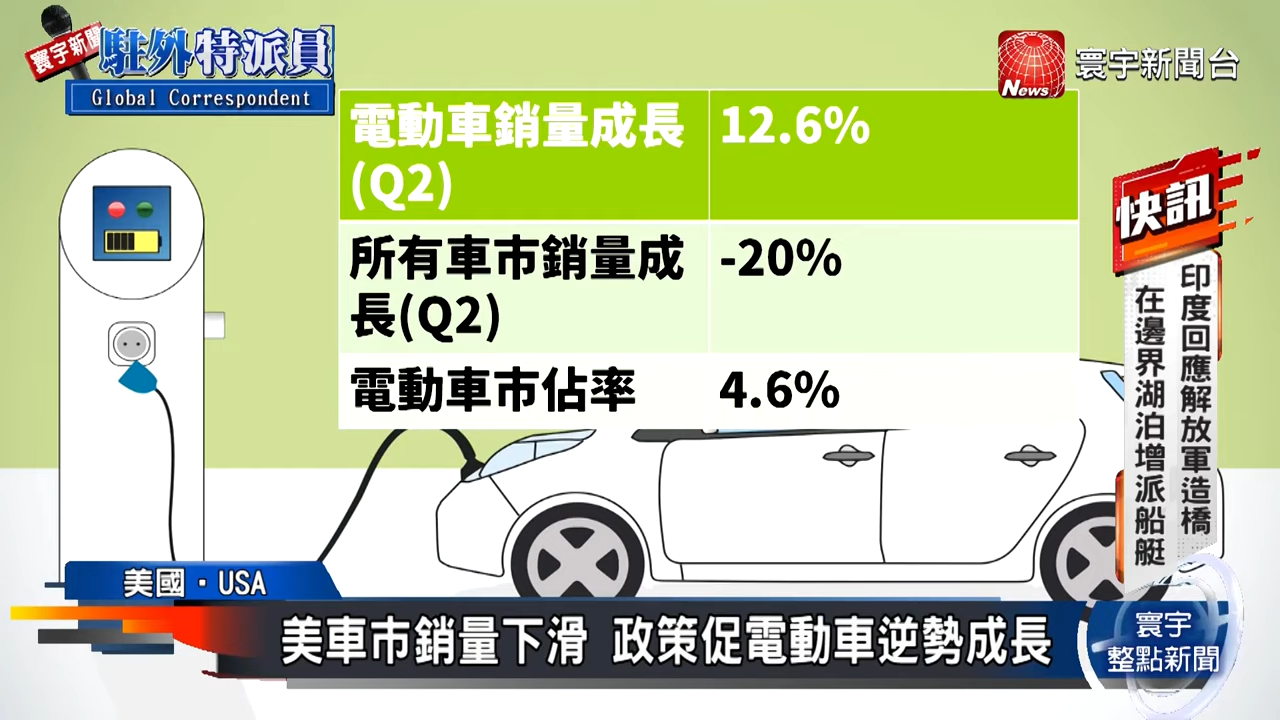 寰宇新聞
駐外特派員
Global Correspondent
News
寰宇新聞台
電動車銷量成長
(Q2)
12.6%
所有車市銷量成
長(Q2)
-20%
電動車市佔率
4.6%
快訊
印度回應解放軍造橋
在邊界湖泊增派船艇
美國・USA
美車市銷量下滑 政策促電動車逆勢成長
寰宇
整點新聞